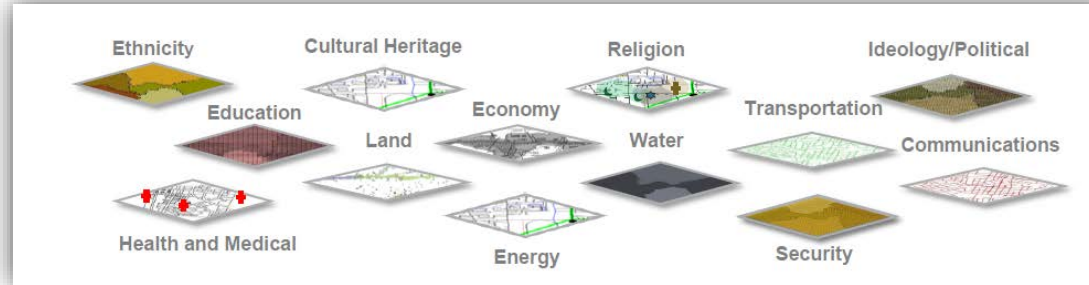 Ethnicity
Cultural Heritage
Religion
Ideology/Political
Education
Economy
Transportation
Land
Water
Communications
Health and Medical
Energy
Security